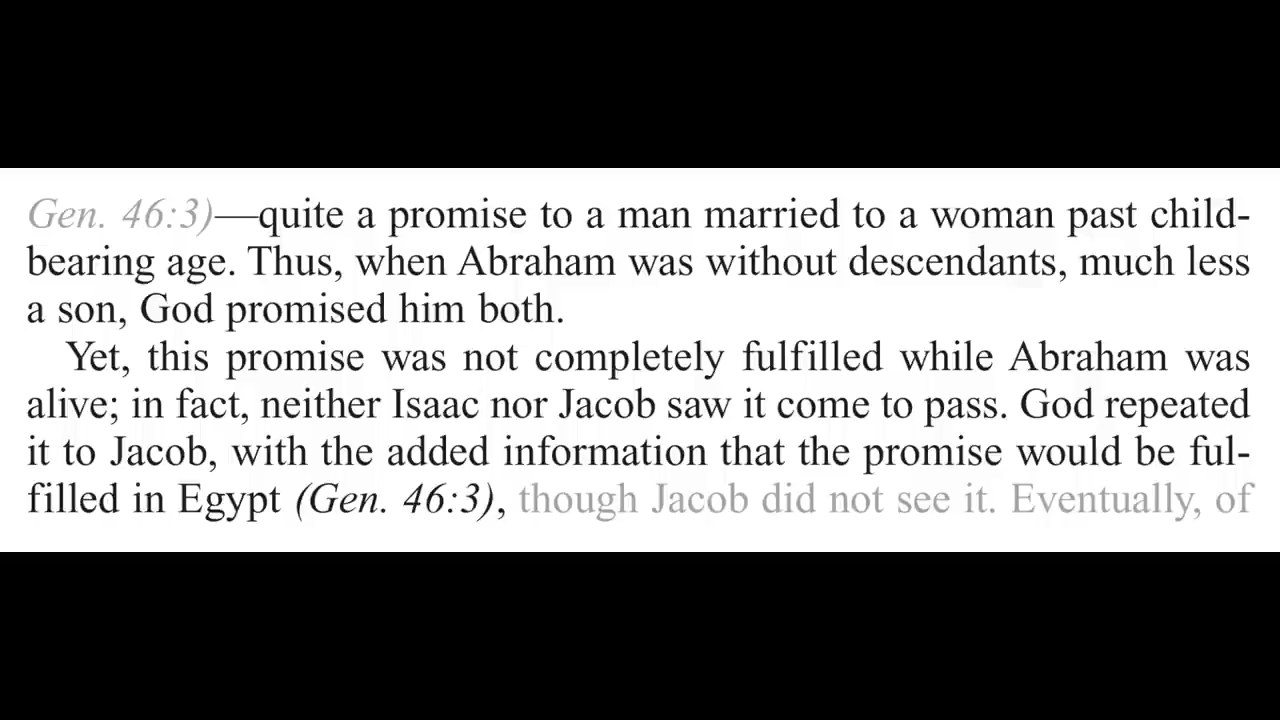 Gen. 46:3)—quite a promise to a man married to a woman past child-
bearing age. Thus, when Abraham was without descendants, much less
a son, God promised him both.
Yet, this promise was not completely fulfilled while Abraham was
alive; in fact, neither Isaac nor Jacob saw it come to pass. God repeated
it to Jacob, with the added information that the promise would be ful-
filled in Egypt (Gen. 46:3), though Jacob did not see it. Eventually, of